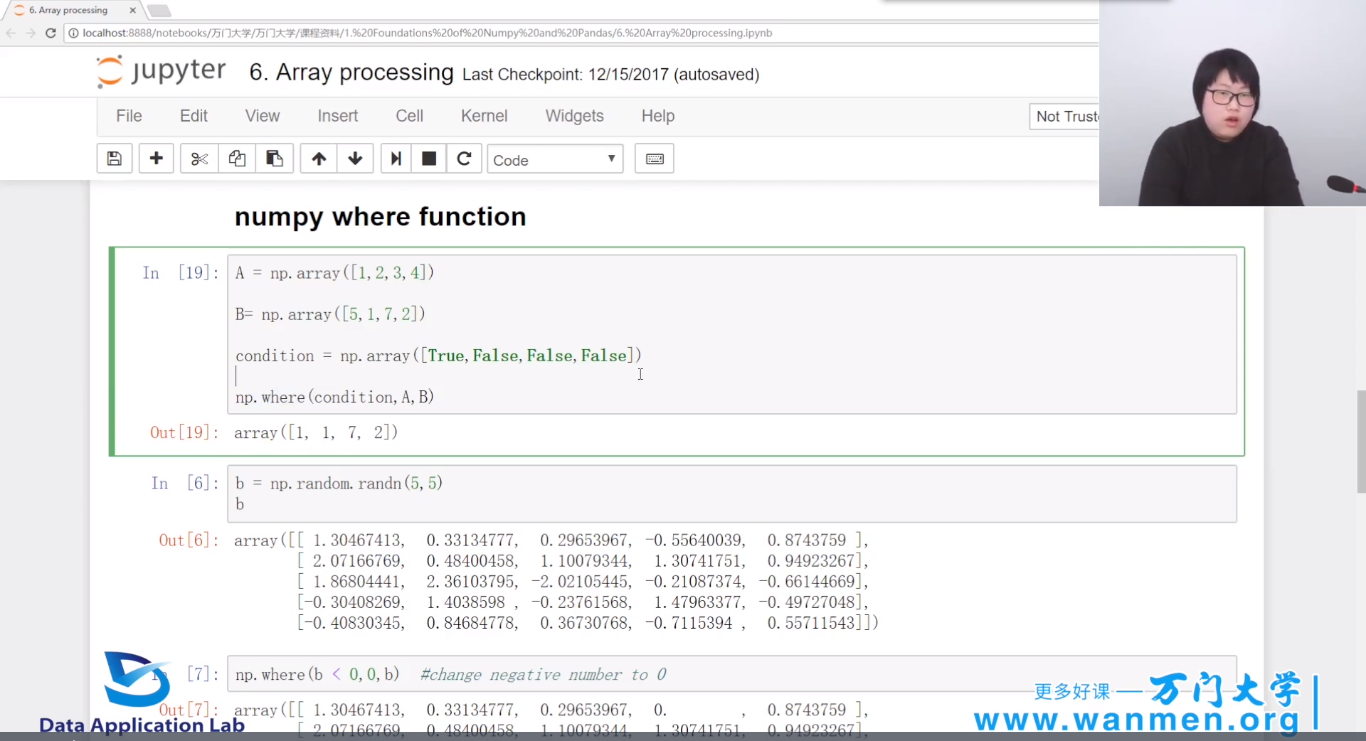 6. Array processing
localhost:8888/notebooks/万门大学/万门大学/课程资料/1.%20Foundations%20of%20Numpy%20and%20Pandas/6.%20Array%20processing.ipynb
jupyter 6. Array processing Last Checkpoint: 12/15/2017 (autosaved)
File Edit View Insert Cell Kernel Widgets Help Not Truste
Code
numpy where function
In [19]: A = np.array([1,2,3,4])
B= np.array([5,1,7,2])
condition = np.array([True,False,False,False])
np.where(condition,A,B)
Out[19]: array([1, 1, 7, 2])
In [6]: b = np.random.randn(5,5)
b
Out[6]: array([[ 1.30467413, 0.33134777, 0.29653967, -0.55640039, 0.8743759 ],
[ 2.07166769, 0.48400458, 1.10079344, 1.30741751, 0.94923267],
[ 1.86804441, 2.36103795, -2.02105445, -0.21087374, -0.66144669],
[-0.30408269, 1.4038598 , -0.23761568, 1.47963377, -0.49727048],
[-0.40830345, 0.84684778, 0.36730768, -0.7115394 , 0.55711543]])
[7]: np.where(b < 0,0,b) #change negative number to 0
更多好课 — 万门大学
Out[7]: array([[ 1.30467413, 0.33134777, 0.29653967, 0. , 0.8743759 ],
Data Application Lab
[ 2.07166769, 0.48400458, 1.10079344, 1.30741751, 0.94923267],
www.wanmen.org